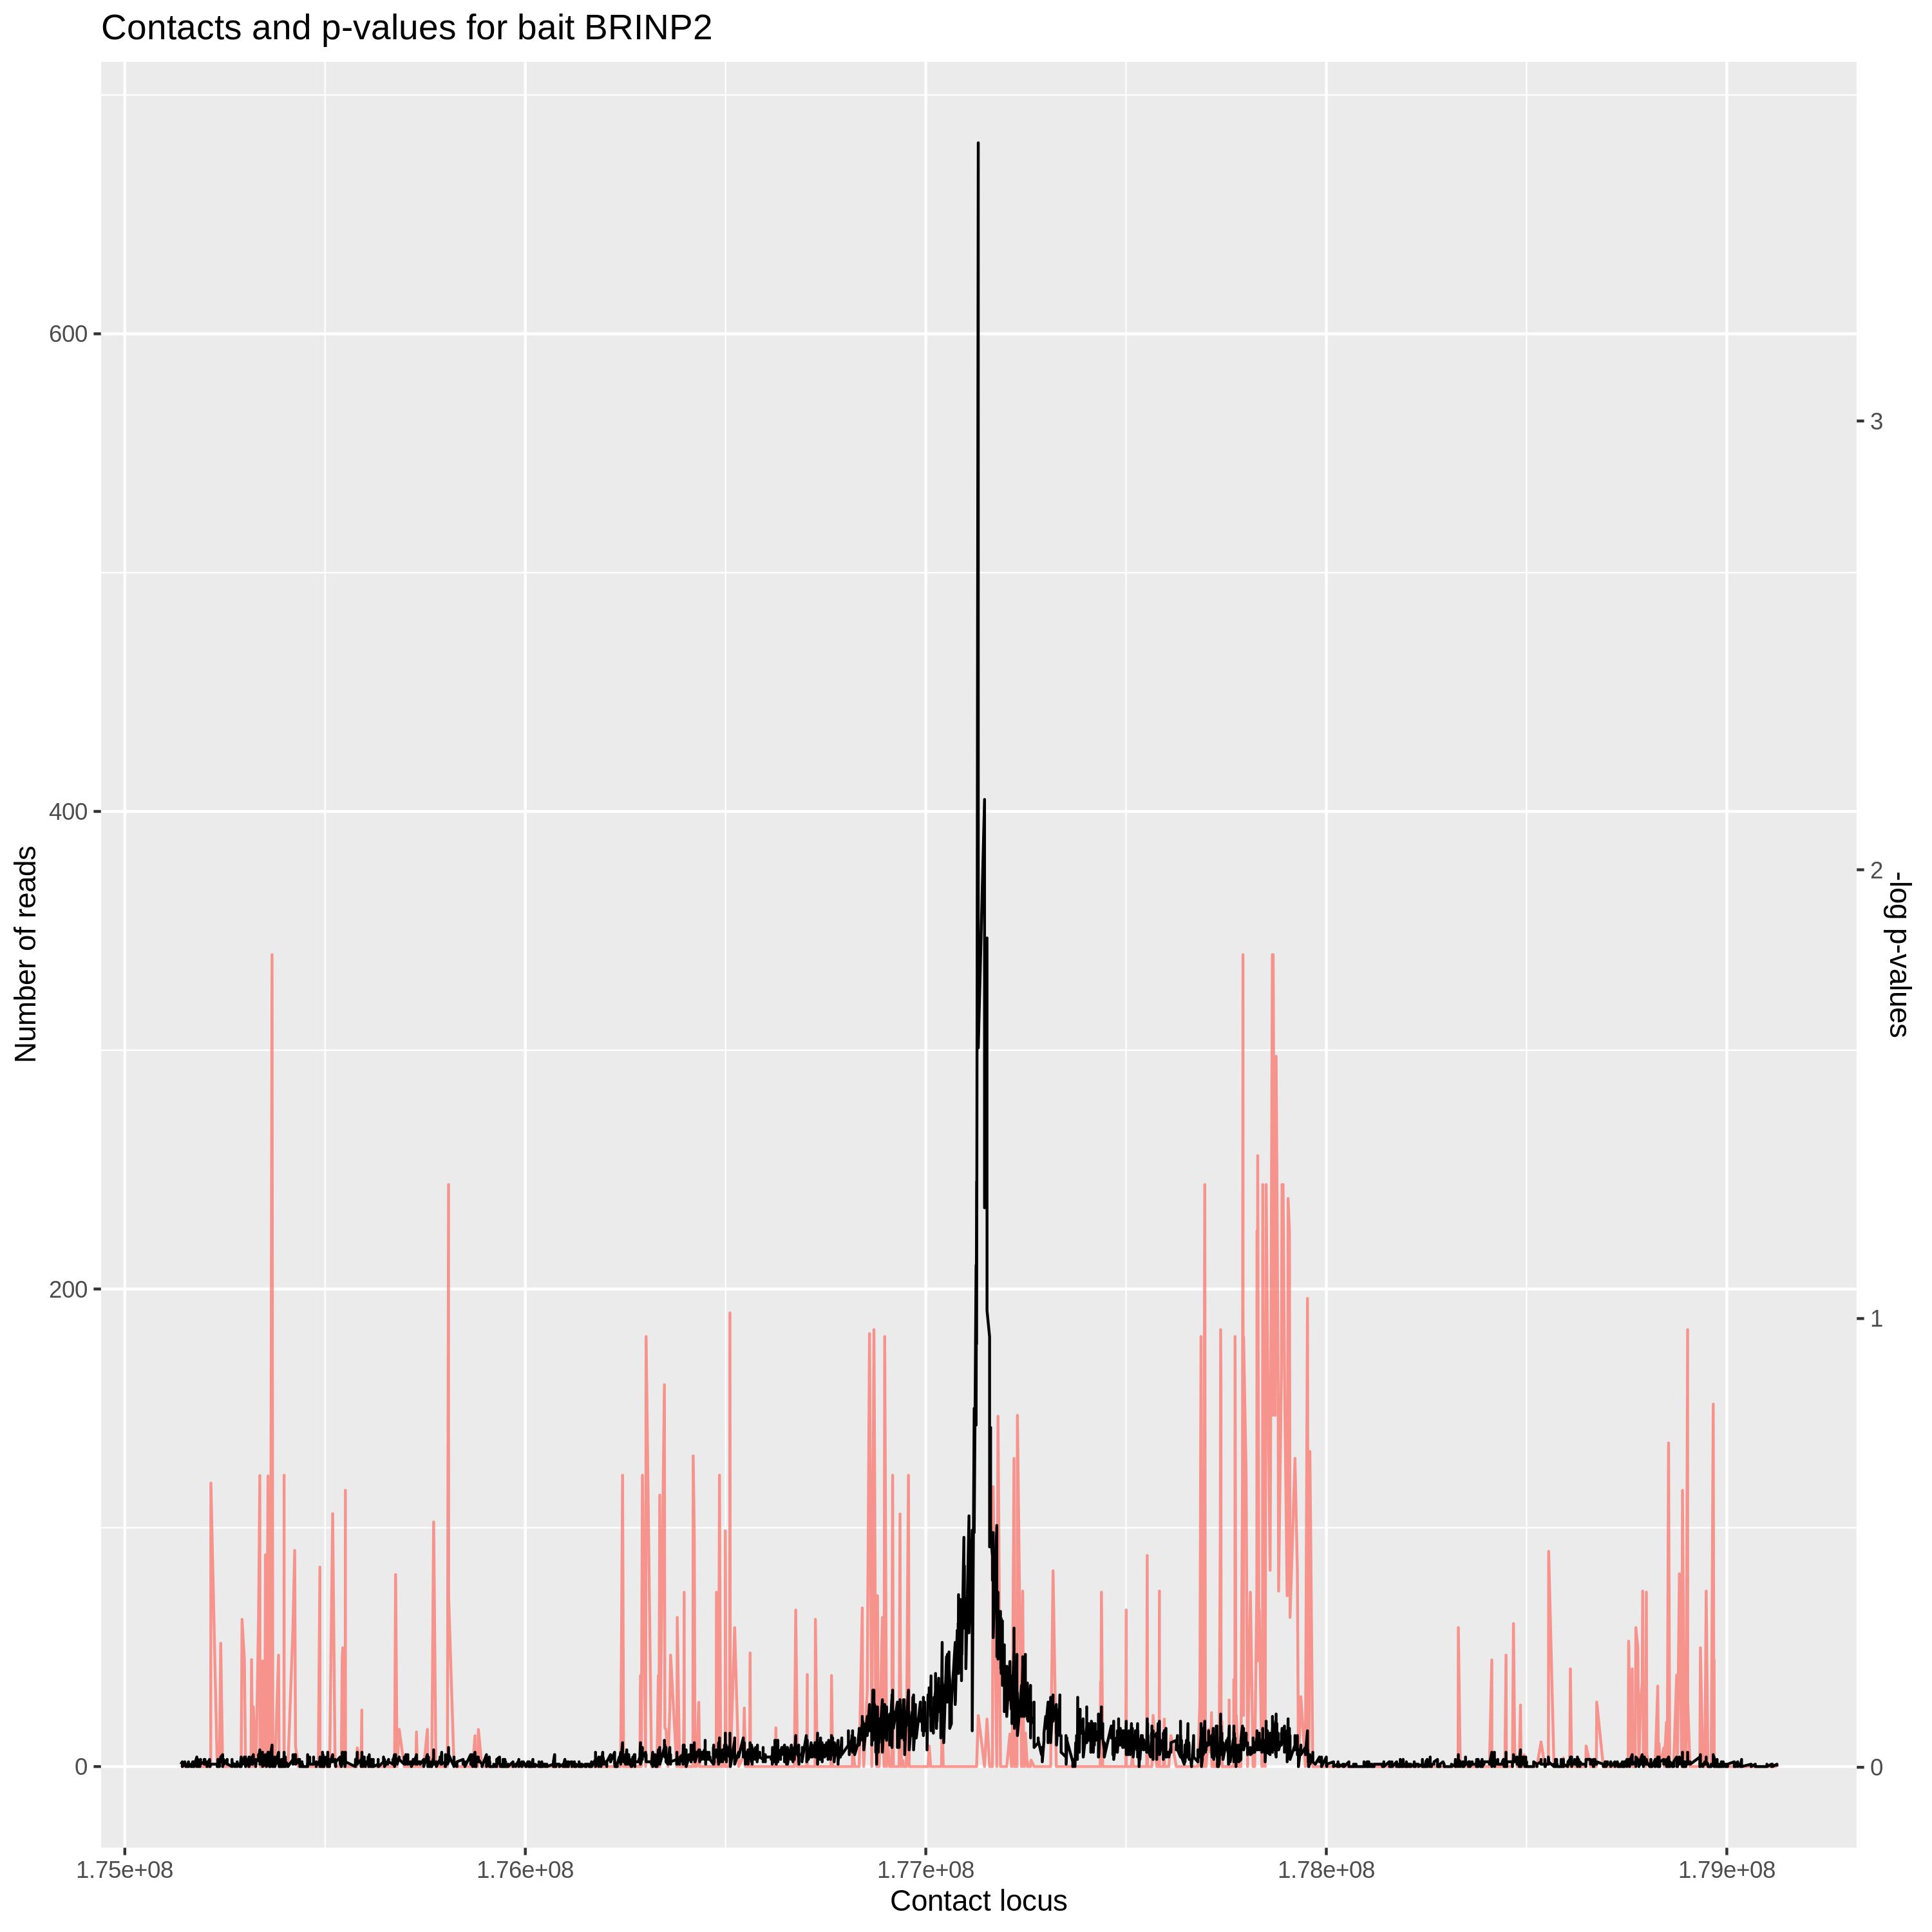 Contacts and p-values for bait BRINP2
Number of reads
600
400
200
0
3
2
1
0
-log p-values
1.75e+08 1.76e+08 1.77e+08 1.78e+08 1.79e+08
Contact locus